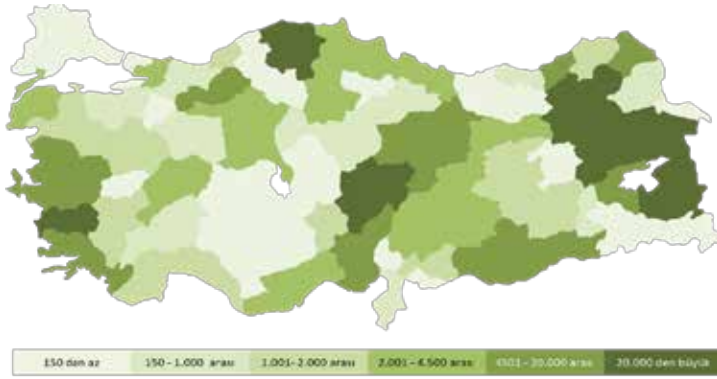 150 den az 150 - 1.000 arası 1.001- 2.000 arası 2.001 - 4.500 arası 4501 - 20.000 arası 20.000 den büyük